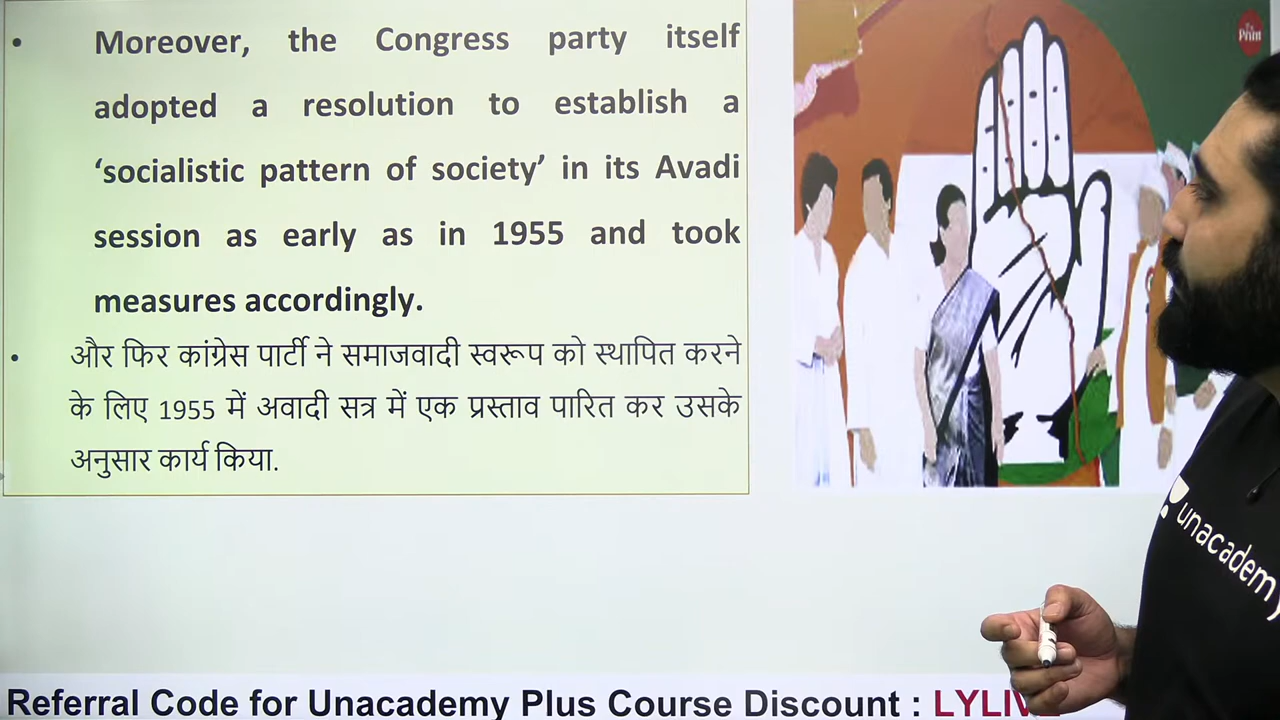 • Moreover, the Congress party itself
adopted a resolution to establish a
‘socialistic pattern of society’ in its Avadi
session as early as in 1955 and took
measures accordingly.
• और फिर कांग्रेस पार्टी ने समाजवादी स्वरूप को स्थापित करने
के लिए 1955 में अवादी सत्र में एक प्रस्ताव पारित कर उसके
अनुसार कार्य किया.
The Print
unacademy
Referral Code for Unacademy Plus Course Discount :